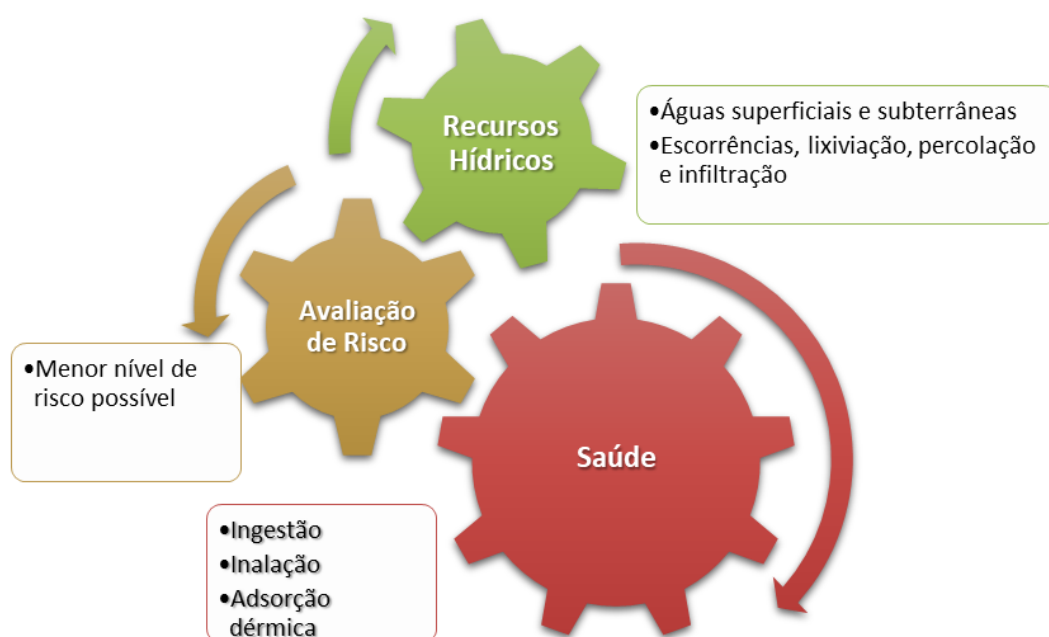 Recursos
Hídricos
•Águas superficiais e subterrâneas
•Escorrências, lixiviação, percolação
e infiltração
Avaliação
de Risco
•Menor nível de
risco possível
Saúde
•Ingestão
•Inalação
•Adsorção
dérmica